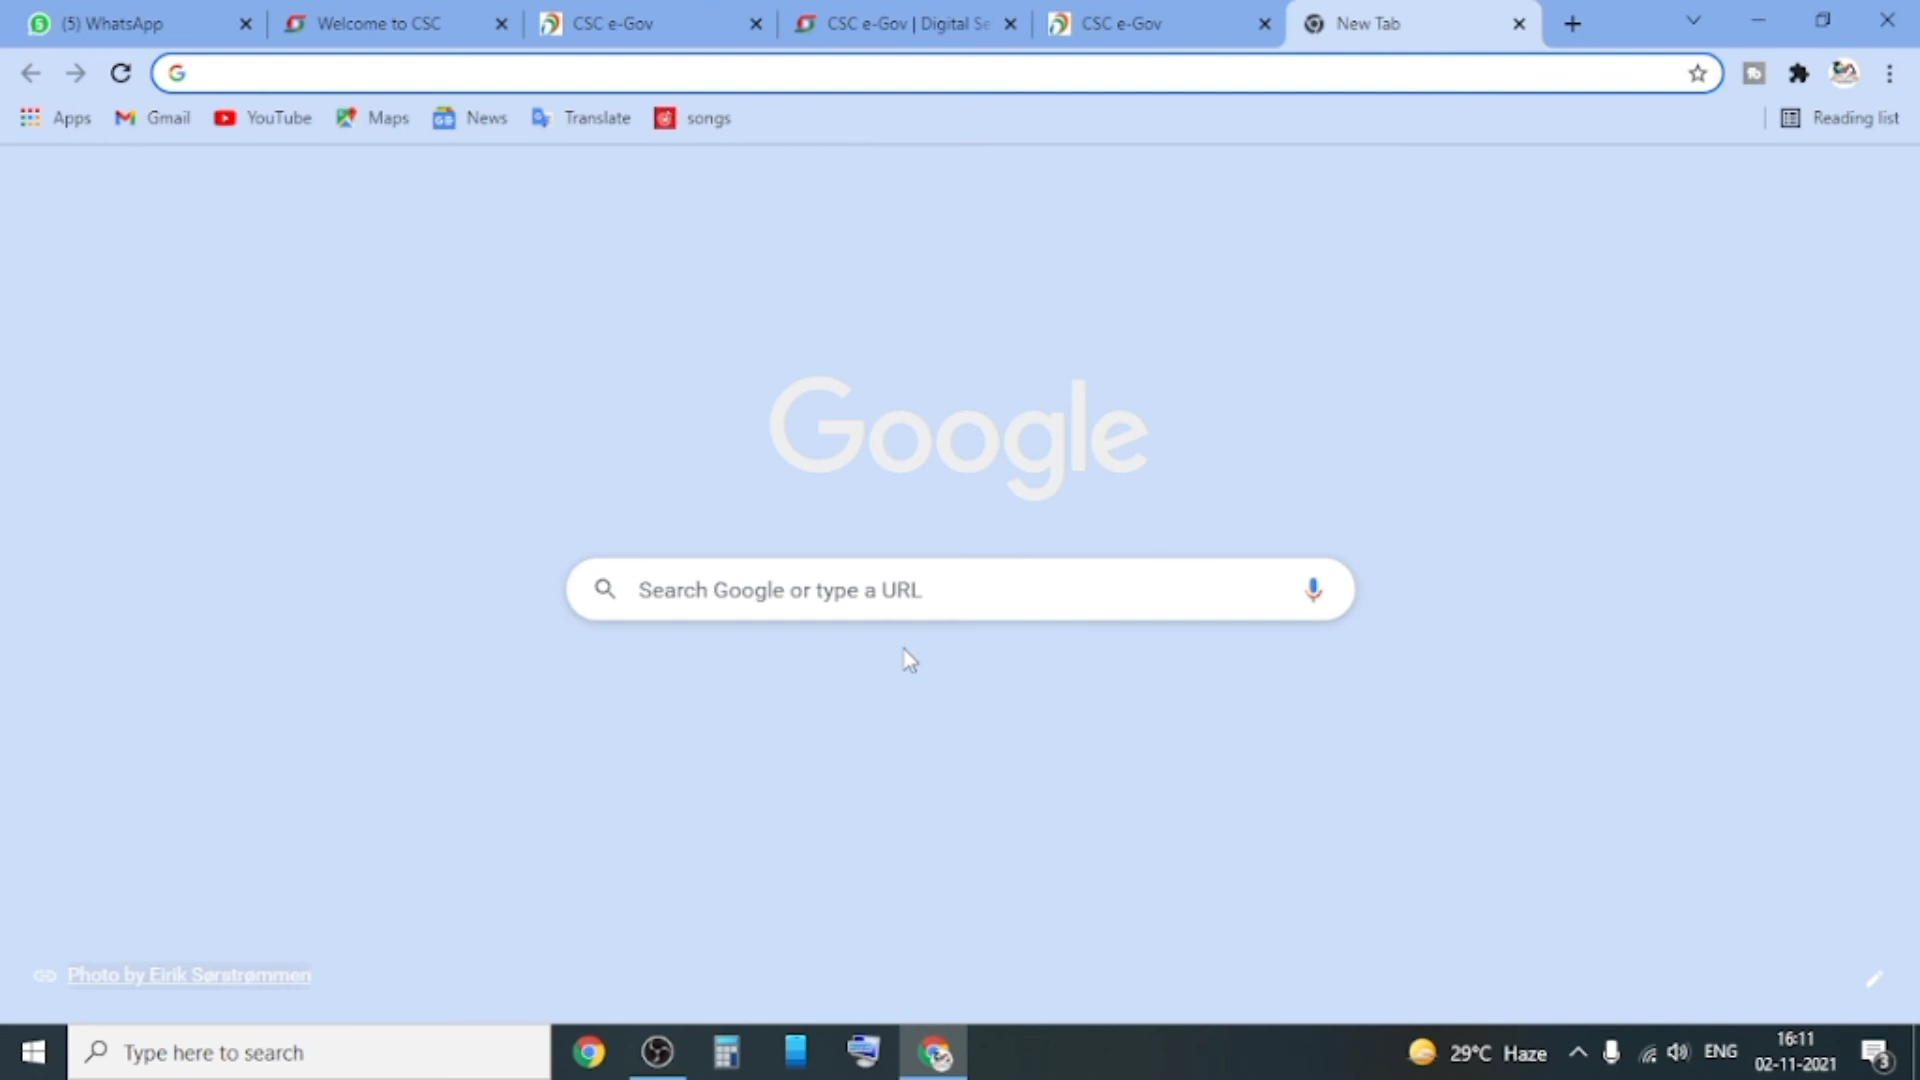 (5) WhatsApp
Welcome to CSC
CSC e-Gov
CSC e-Gov | Digital Se
CSC e-Gov
New Tab
Apps
Gmail
YouTube
Maps
News
Translate
songs
Reading list
Google
Search Google or type a URL
Photo by Eirik Sørstrømmen
Type here to search
29°C Haze
ENG
16:11
02-11-2021
3